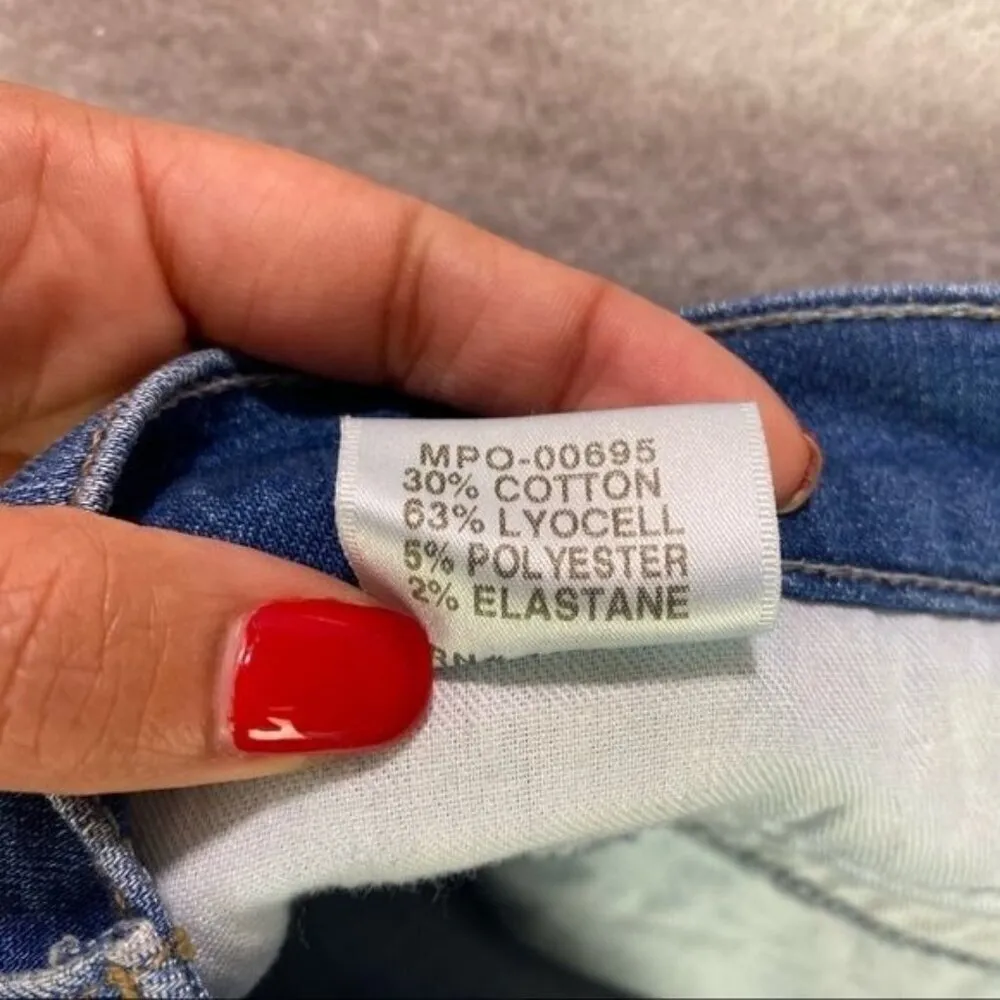 MPO-00695
30% COTTON
63% LYOCELL
5% POLYESTER
2% ELASTANE